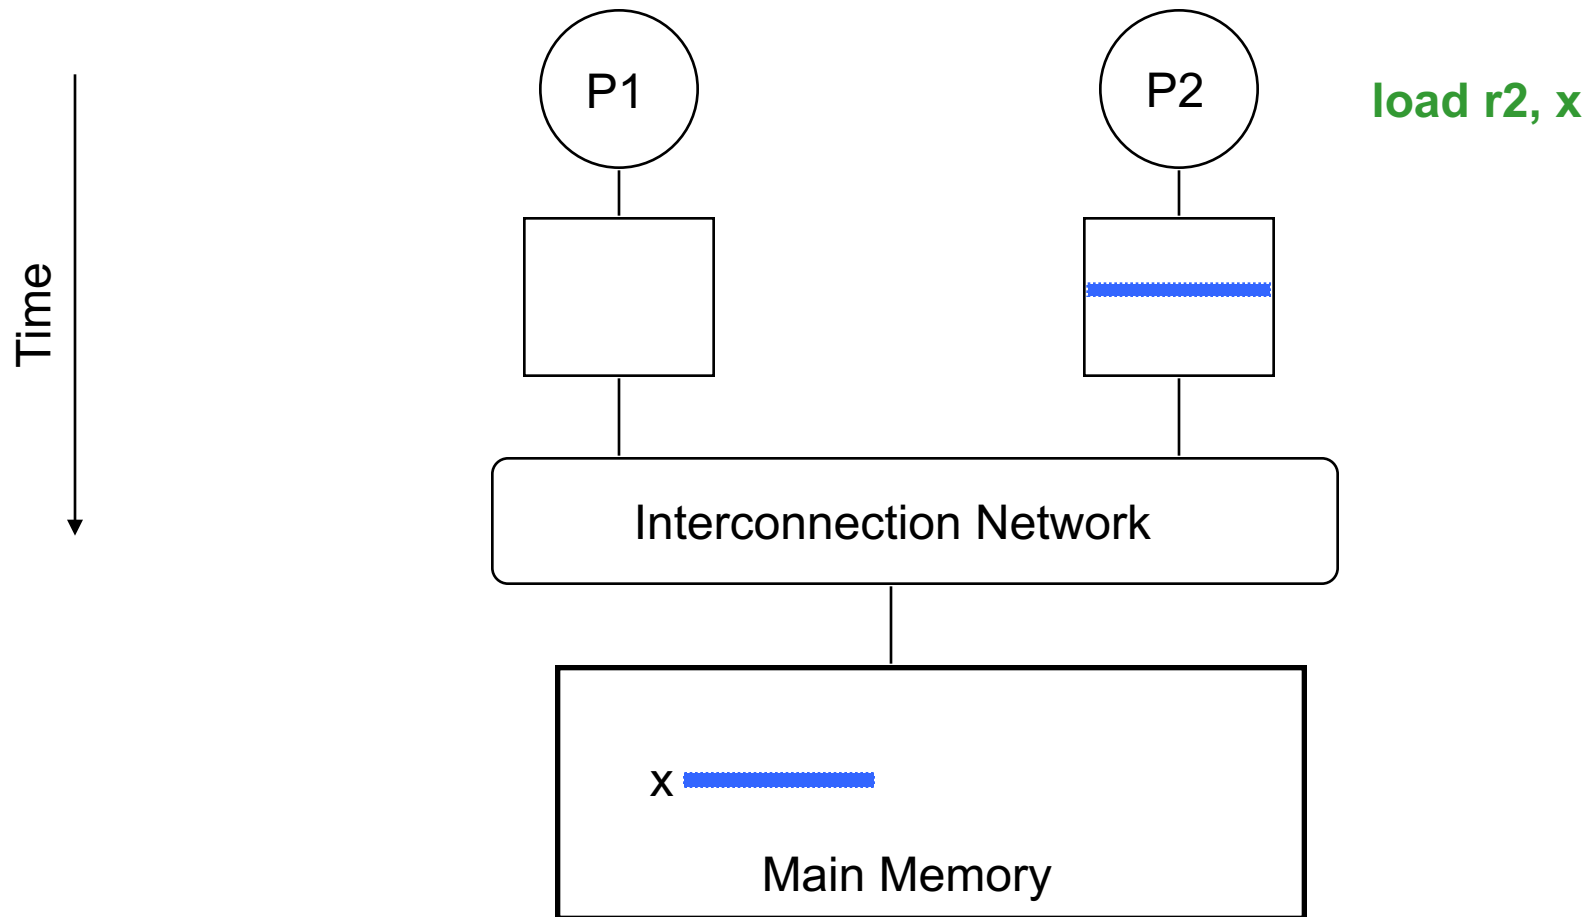 P1
P2
load r2, x
Time
Interconnection Network
x
Main Memory